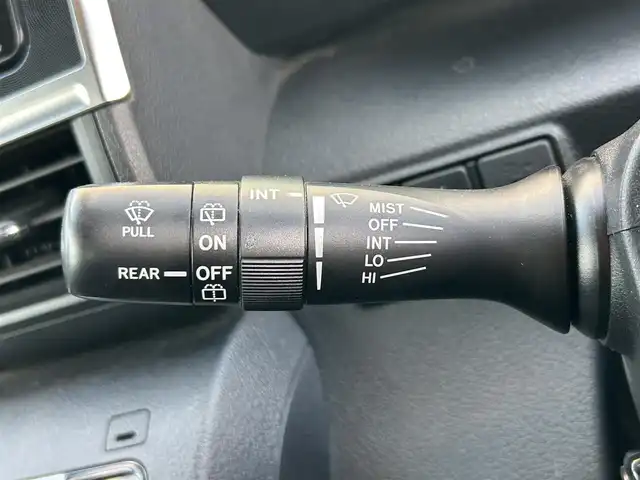 PULL
REAR
ON
OFF
INT
MIST
OFF
INT
LO
HI